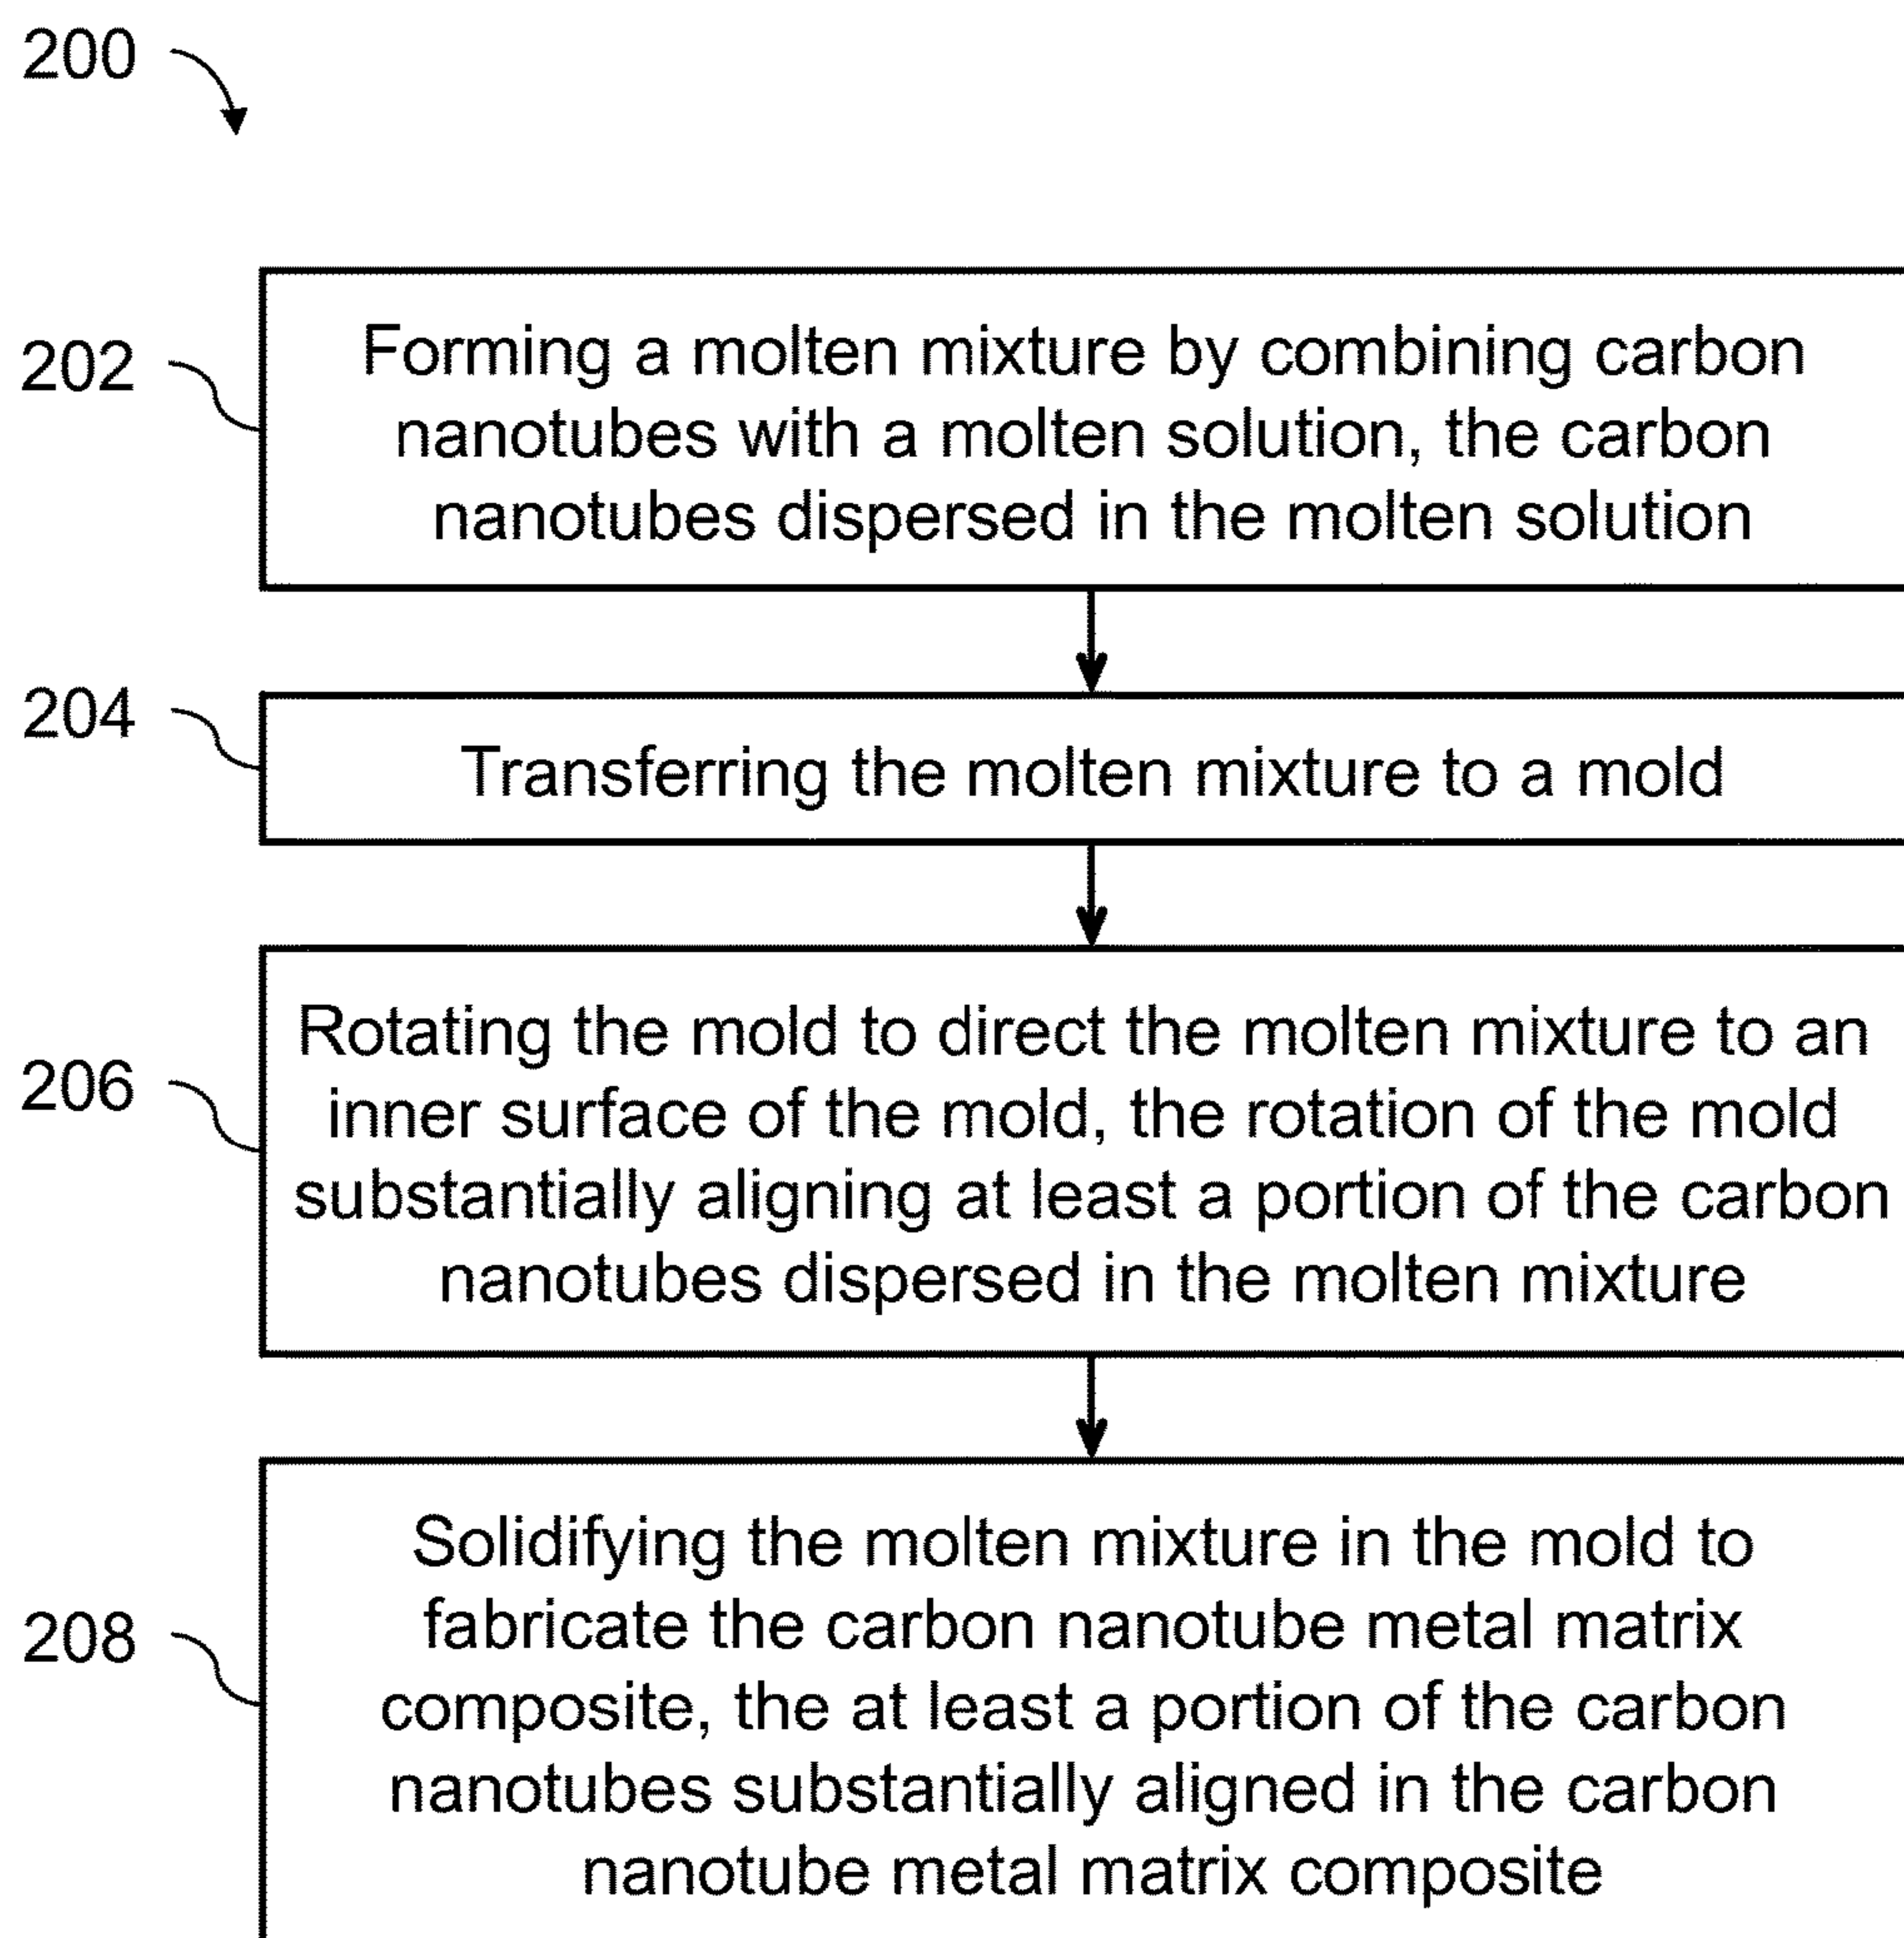 200
202
Forming a molten mixture by combining carbon
nanotubes with a molten solution, the carbon
nanotubes dispersed in the molten solution
204
Transferring the molten mixture to a mold
206
Rotating the mold to direct the molten mixture to an
inner surface of the mold, the rotation of the mold
substantially aligning at least a portion of the carbon
nanotubes dispersed in the molten mixture
208
Solidifying the molten mixture in the mold to
fabricate the carbon nanotube metal matrix
composite, the at least a portion of the carbon
nanotubes substantially aligned in the carbon
nanotube metal matrix composite